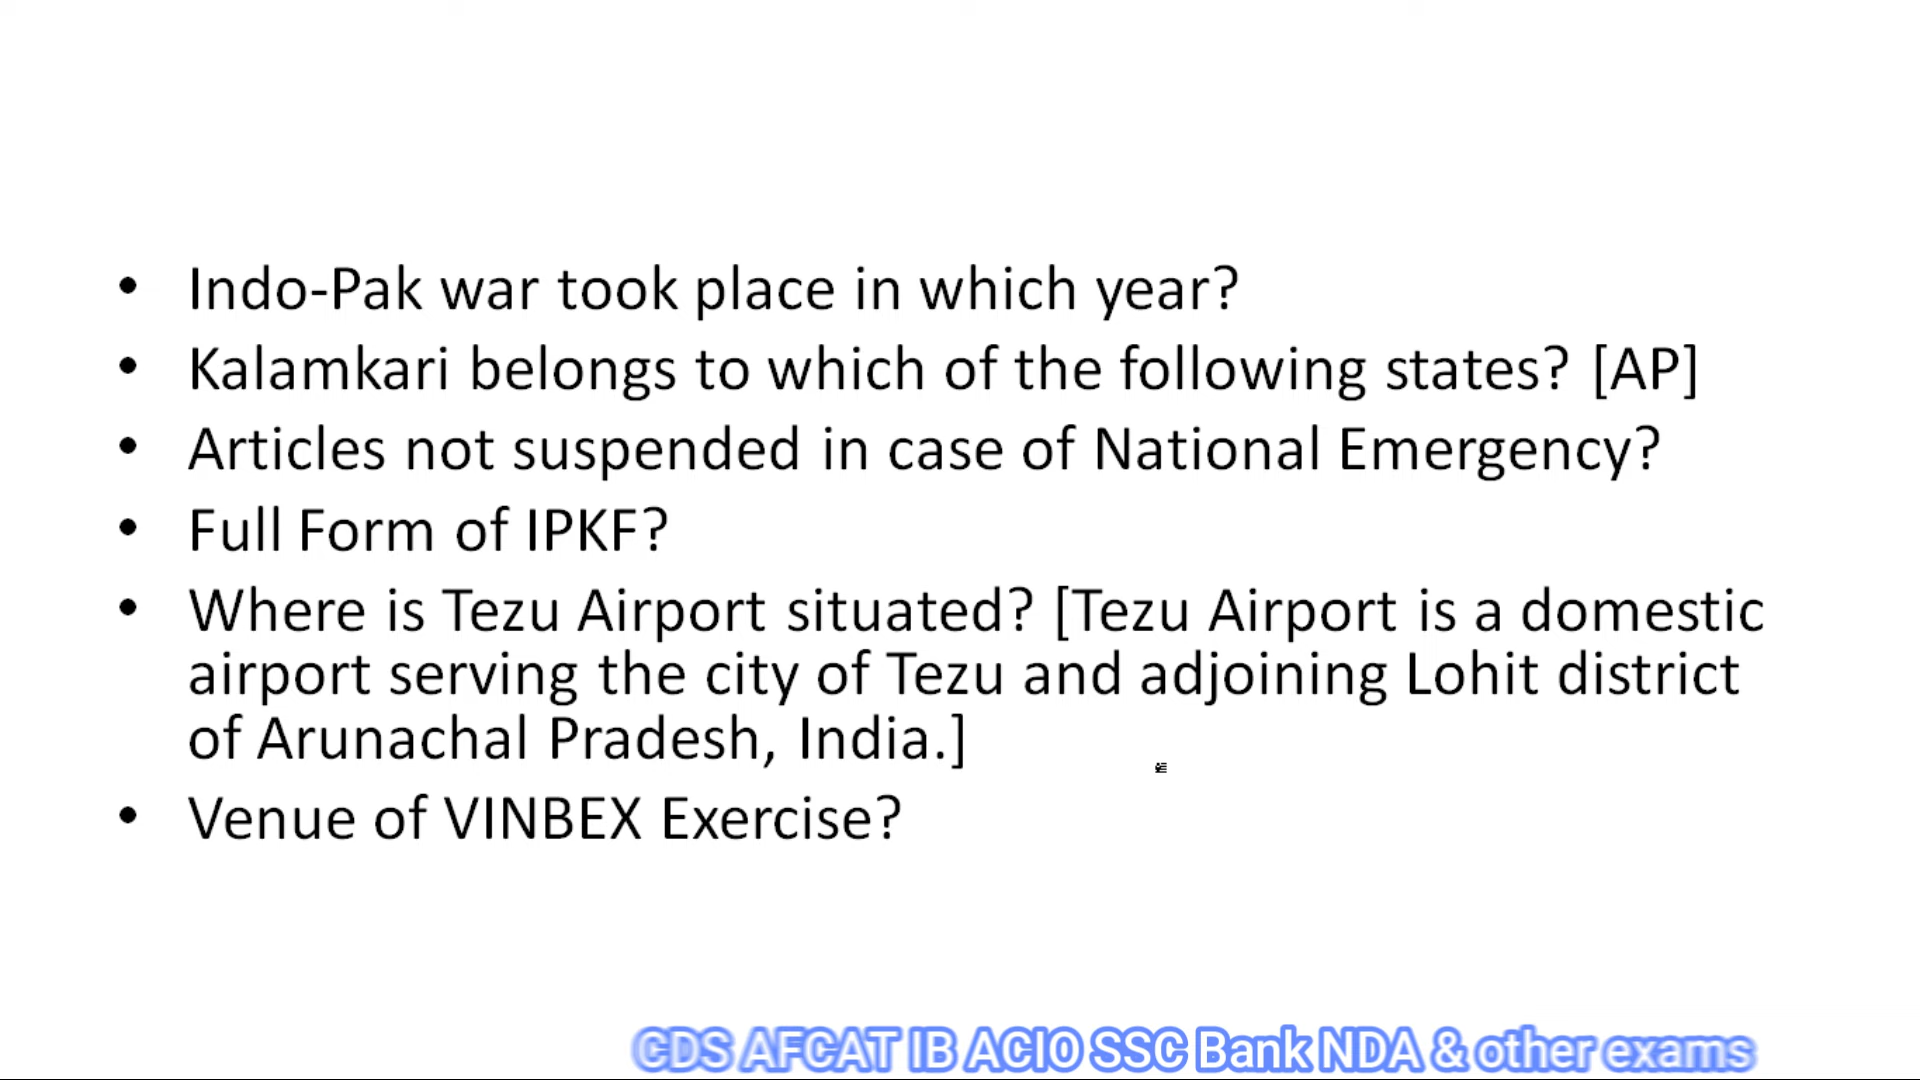 • Indo-Pak war took place in which year?
• Kalamkari belongs to which of the following states? [AP]
• Articles not suspended in case of National Emergency?
• Full Form of IPKF?
• Where is Tezu Airport situated? [Tezu Airport is a domestic
airport serving the city of Tezu and adjoining Lohit district
of Arunachal Pradesh, India.]
• Venue of VINBEX Exercise?
CDS AFCAT IB ACIO SSC Bank NDA & other exams